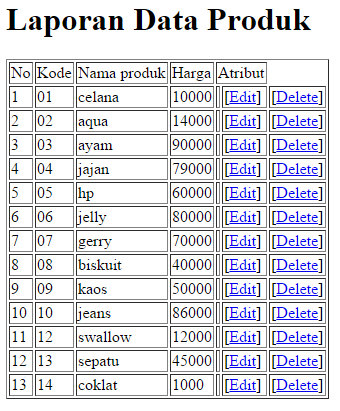 Laporan Data Produk
No Kode Nama produk Harga Atribut
1 01 celana 10000 [Edit] [Delete]
2 02 aqua 14000 [Edit] [Delete]
3 03 ayam 90000 [Edit] [Delete]
4 04 jajan 79000 [Edit] [Delete]
5 05 hp 60000 [Edit] [Delete]
6 06 jelly 80000 [Edit] [Delete]
7 07 gerry 70000 [Edit] [Delete]
8 08 biskuit 40000 [Edit] [Delete]
9 09 kaos 50000 [Edit] [Delete]
10 10 jeans 86000 [Edit] [Delete]
11 12 swallow 12000 [Edit] [Delete]
12 13 sepatu 45000 [Edit] [Delete]
13 14 coklat 1000 [Edit] [Delete]